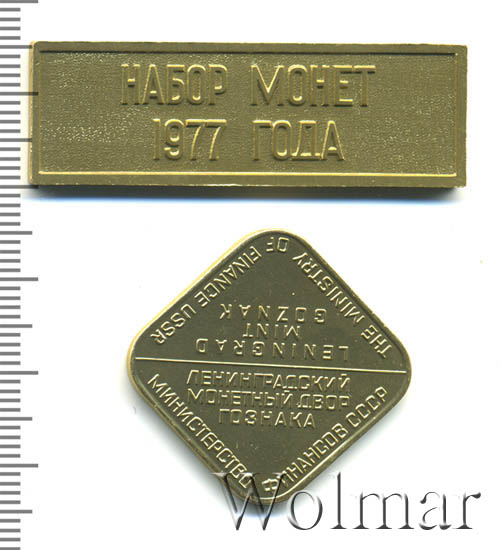 НАБОР МОНЕТ
1977 ГОДА
THE MINISTRY OF FINANCE USSR
LENINGRAD
MINT
GOZNAK
ЛЕНИНГРАДСКИЙ
МОНЕТНЫЙ ДВОР
ГОЗНАКА
МИНИСТЕРСТВО ФИНАНСОВ СССР
Wolmar